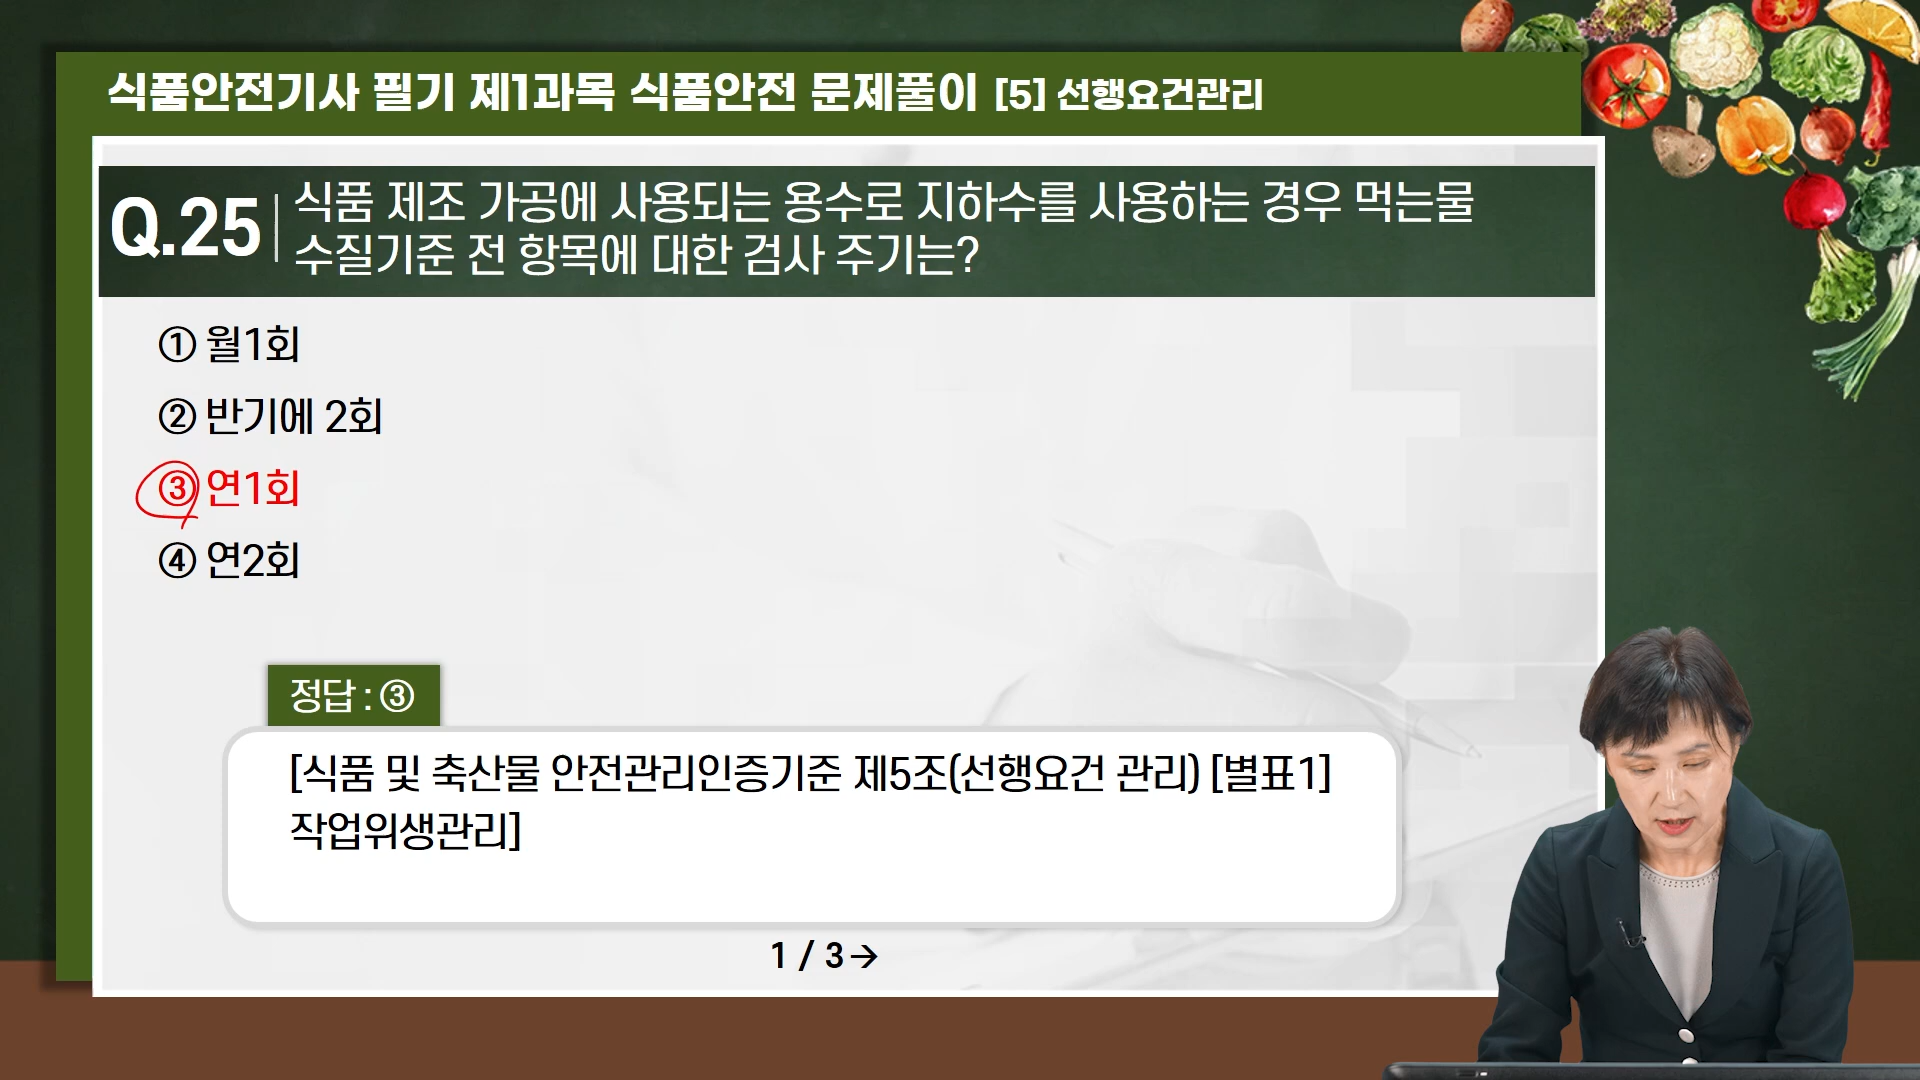 식품안전기사 필기 제1과목 식품안전 문제풀이 [5] 선행요건관리
Q.25
식품 제조 가공에 사용되는 용수로 지하수를 사용하는 경우 먹는물
수질기준 전 항목에 대한 검사 주기는?
① 월1회
② 반기에 2회
③ 연1회
④ 연2회
정답 : ③
[식품 및 축산물 안전관리인증기준 제5조(선행요건 관리) [별표1]
작업위생관리]
1 / 3→